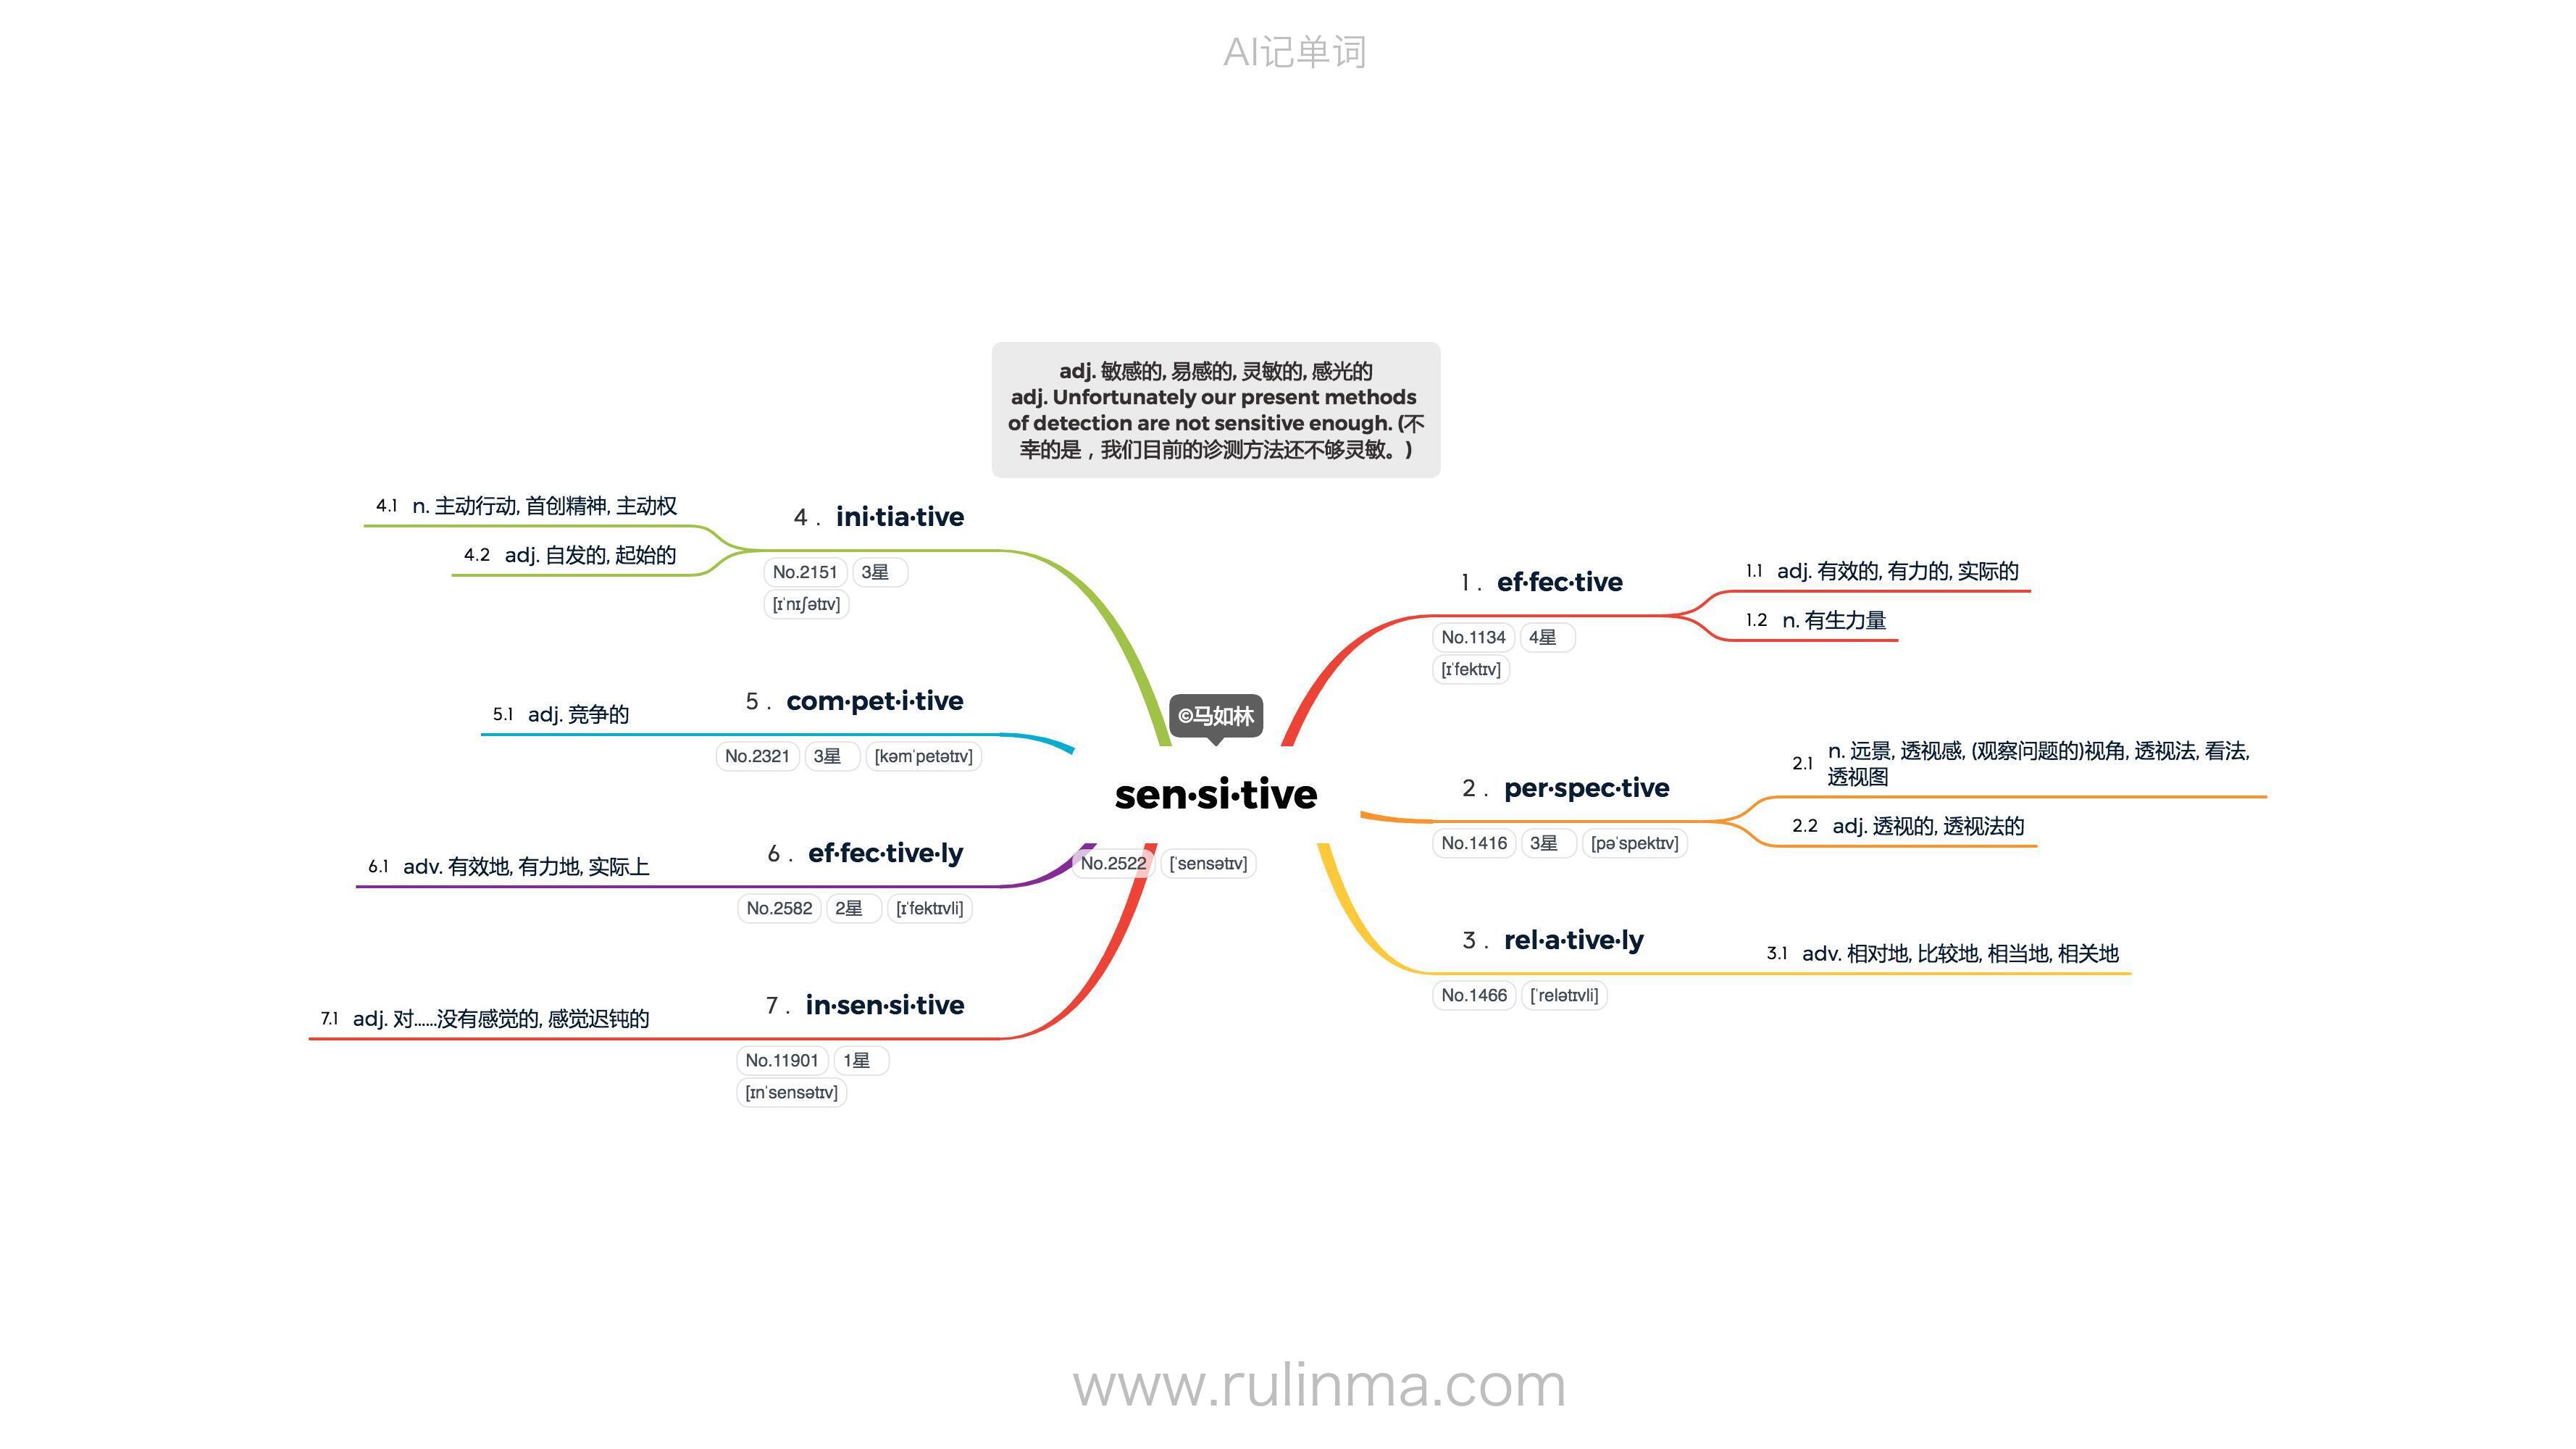 AI记单词
adj. 敏感的, 易感的, 灵敏的, 感光的
adj. Unfortunately our present methods
of detection are not sensitive enough. (不
幸的是，我们目前的诊测方法还不够灵敏。)
©马如林
sen·si·tive
No.2522 [ˈsensətɪv]
1. ef·fec·tive
No.1134 4星
[ɪˈfektɪv]
1.1 adj. 有效的, 有力的, 实际的
1.2 n. 有生力量
2. per·spec·tive
No.1416 3星 [pəˈspektɪv]
2.1 n. 远景, 透视感, (观察问题的)视角, 透视法, 看法,
透视图
2.2 adj. 透视的, 透视法的
3. rel·a·tive·ly
No.1466 [ˈrelətɪvli]
3.1 adv. 相对地, 比较地, 相当地, 相关地
4. ini·tia·tive
No.2151 3星
[ɪˈnɪʃətɪv]
4.1 n. 主动行动, 首创精神, 主动权
4.2 adj. 自发的, 起始的
5. com·pet·i·tive
No.2321 3星 [kəmˈpetətɪv]
5.1 adj. 竞争的
6. ef·fec·tive·ly
No.2582 2星 [ɪˈfektɪvli]
6.1 adv. 有效地, 有力地, 实际上
7. in·sen·si·tive
No.11901 1星
[ɪnˈsensətɪv]
7.1 adj. 对……没有感觉的, 感觉迟钝的
www.rulinma.com